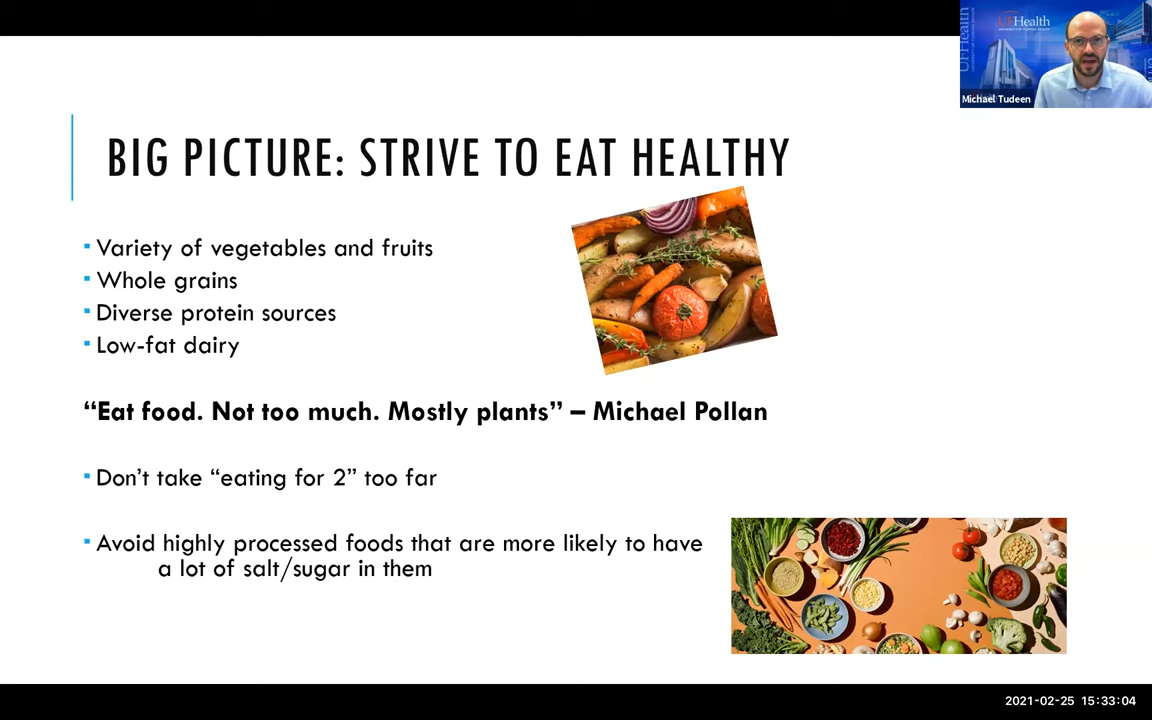 UFHealth
UFHealth
Michael Tudeen
BIG PICTURE: STRIVE TO EAT HEALTHY
▪ Variety of vegetables and fruits
▪ Whole grains
▪ Diverse protein sources
▪ Low-fat dairy
“Eat food. Not too much. Mostly plants” – Michael Pollan
▪ Don’t take “eating for 2” too far
▪ Avoid highly processed foods that are more likely to have
a lot of salt/sugar in them
2021-02-25 15:33:04